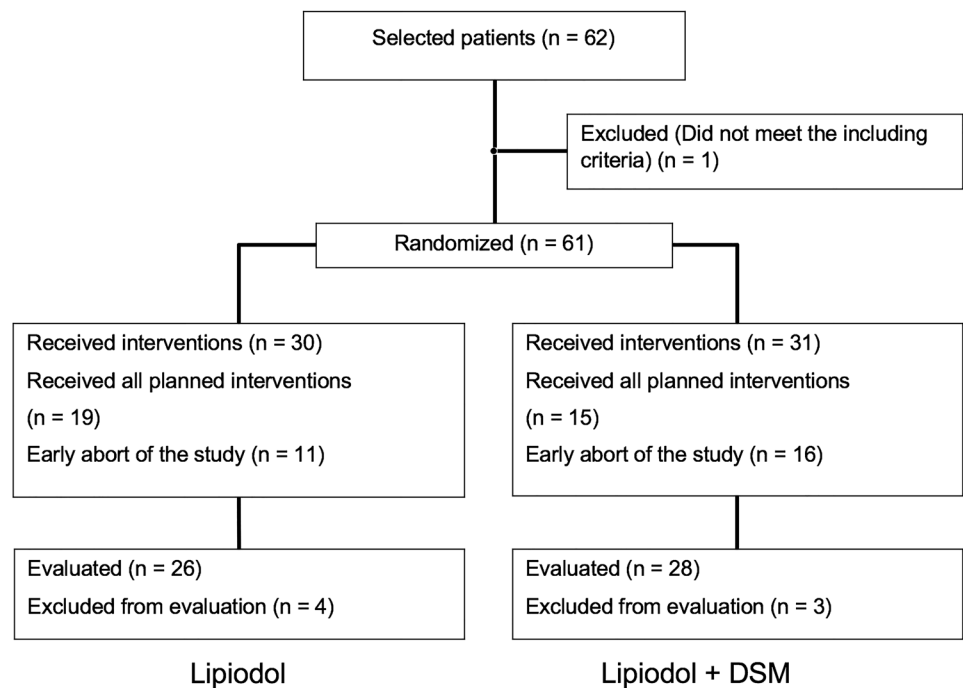 Selected patients (n = 62)
Excluded (Did not meet the including
criteria) (n = 1)
Randomized (n = 61)
Received interventions (n = 30)
Received all planned interventions
(n = 19)
Early abort of the study (n = 11)
Received interventions (n = 31)
Received all planned interventions
(n = 15)
Early abort of the study (n = 16)
Evaluated (n = 26)
Excluded from evaluation (n = 4)
Evaluated (n = 28)
Excluded from evaluation (n = 3)
Lipiodol
Lipiodol + DSM